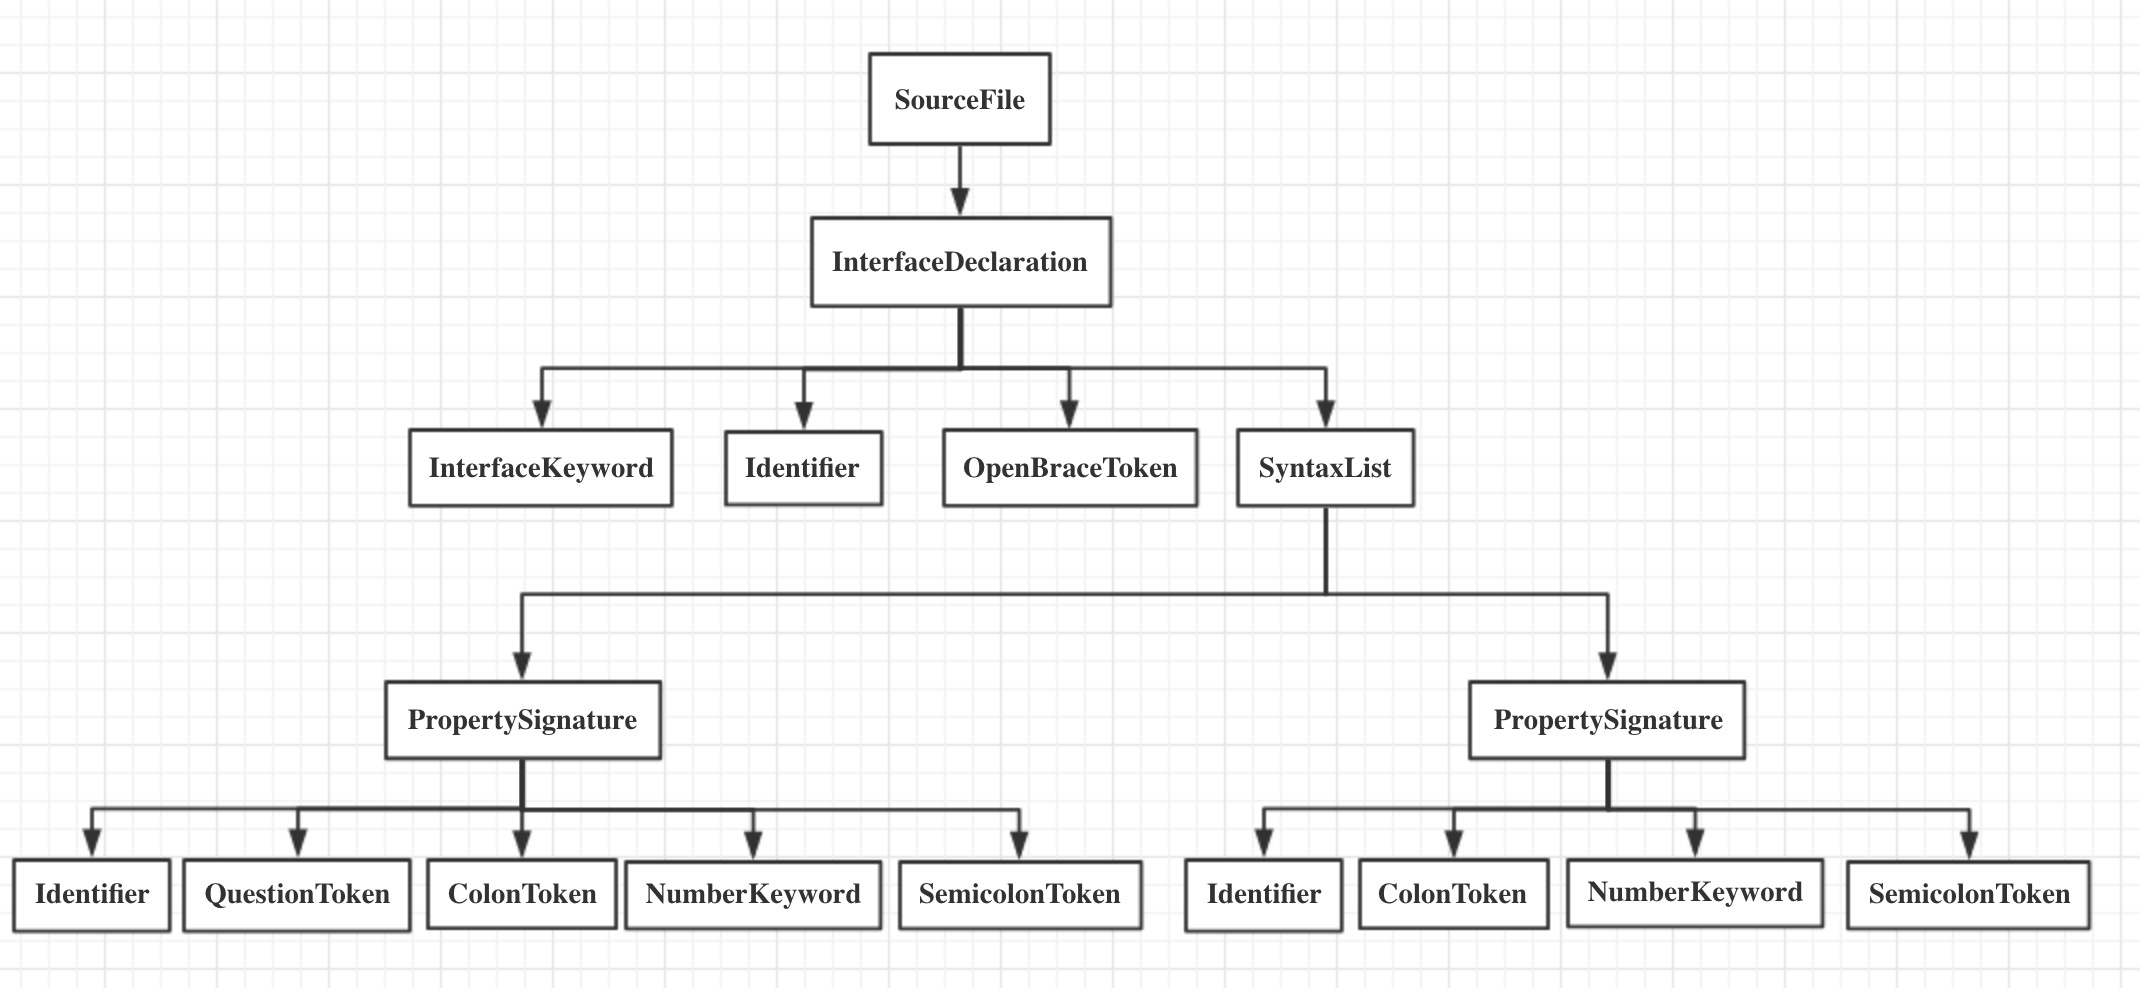 SourceFile
InterfaceDeclaration
InterfaceKeyword
Identifier
OpenBraceToken
SyntaxList
PropertySignature
PropertySignature
Identifier
QuestionToken
ColonToken
NumberKeyword
SemicolonToken
Identifier
ColonToken
NumberKeyword
SemicolonToken